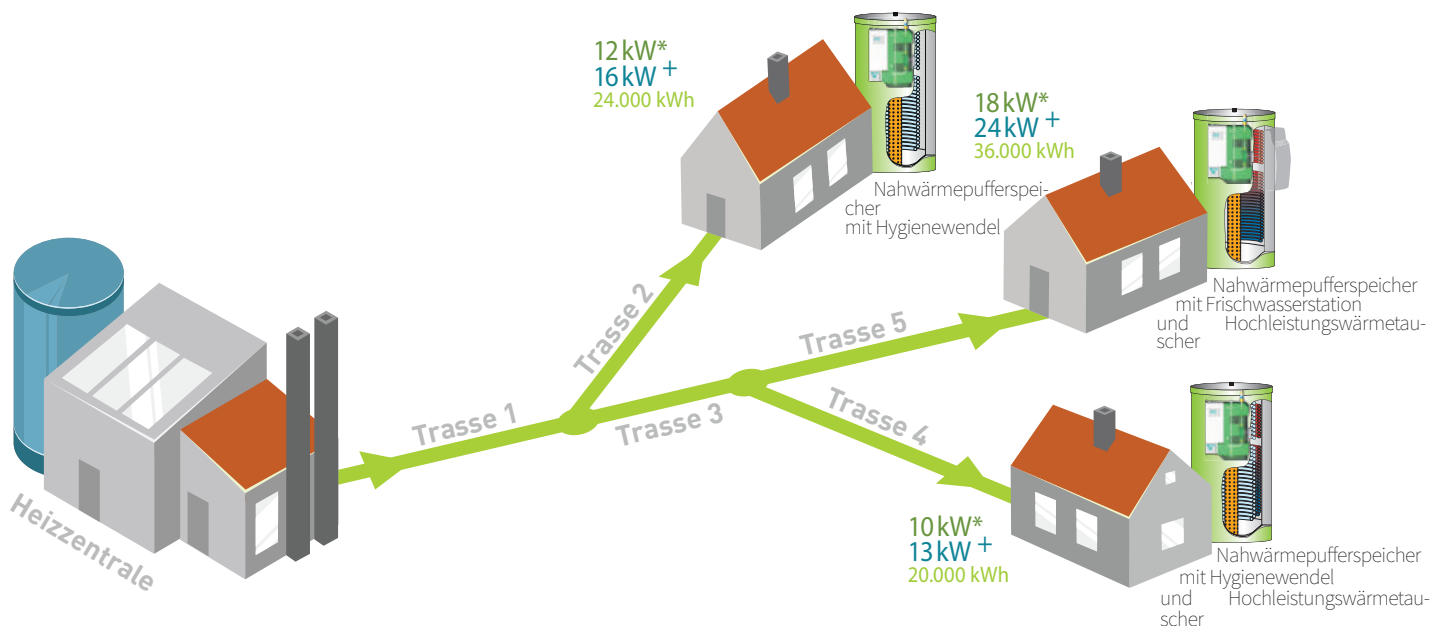 12 kW*
16 kW +
24.000 kWh
Nahwärmepufferspei-
cher
mit Hygienewendel
18 kW*
24 kW +
36.000 kWh
Nahwärmepufferspeicher
mit Frischwasserstation
und Hochleistungswärmetau-
scher
Trasse 2
Trasse 5
Trasse 1
Trasse 3
Trasse 4
Heizzentrale
10 kW*
13 kW +
20.000 kWh
Nahwärmepufferspeicher
mit Hygienewendel
und Hochleistungswärmetau-
scher